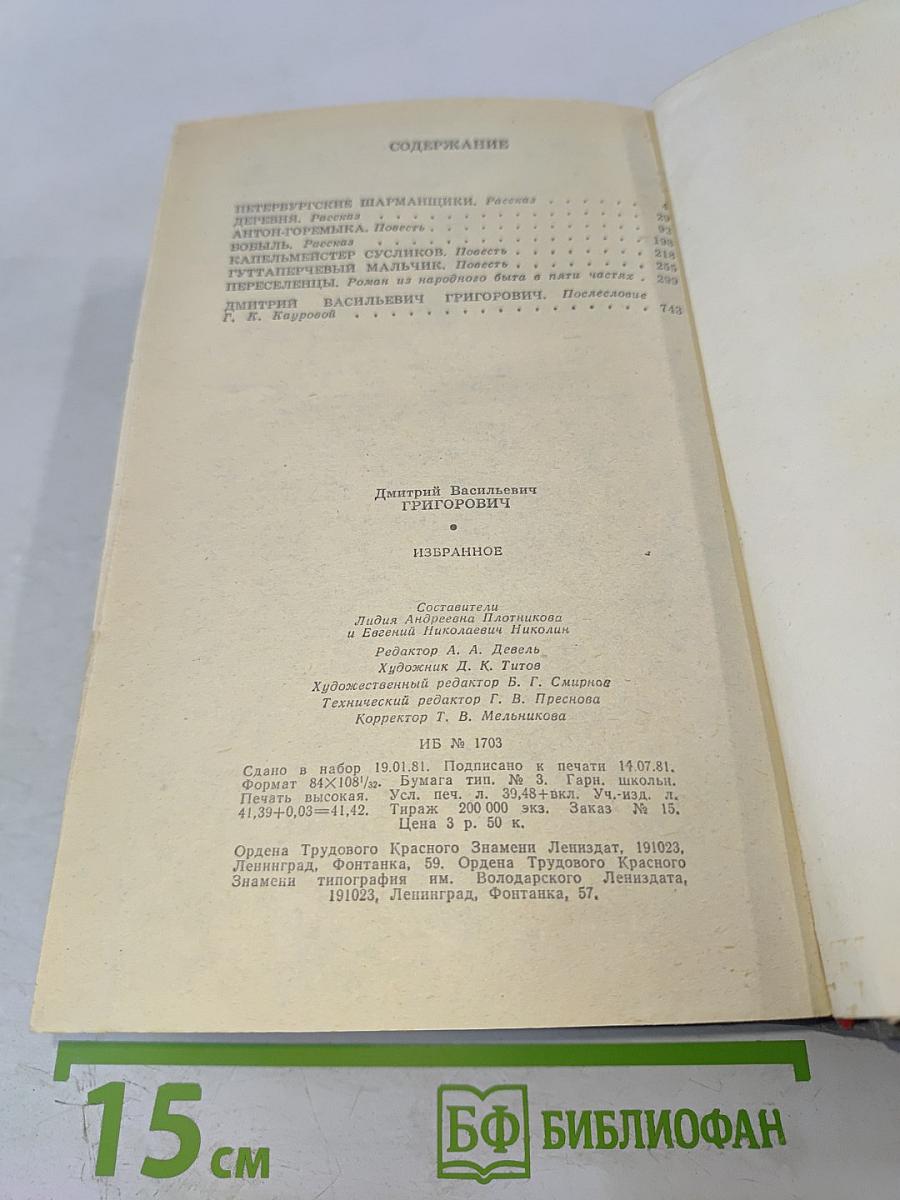 СОДЕРЖАНИЕ
ПЕТЕРБУРГСКИЕ ШАРМАНЩИКИ. Рассказ . . . . . . 4
ДЕРЕВНЯ. Рассказ . . . . . . . . . . . . . . 29
АНТОН-ГОРЕМЫКА. Повесть . . . . . . . . . . . 92
БОБЫЛЬ. Рассказ . . . . . . . . . . . . . . 193
КАПЕЛЬМЕЙСТЕР СУСЛИКОВ. Повесть . . . . . . . 218
ГУТТАПЕРЧЕВЫЙ МАЛЬЧИК. Повесть . . . . . . . 255
ПЕРЕСЕЛЕНЦЫ. Роман из народного быта в пяти частях . 299
ДМИТРИЙ ВАСИЛЬЕВИЧ ГРИГОРОВИЧ. Послесловие
Г. К. Кауровой . . . . . . . . . . . . . . . . 743
Дмитрий Васильевич
ГРИГОРОВИЧ
•
ИЗБРАННОЕ
Составители
Лидия Андреевна Плотникова
и Евгений Николаевич Николин
Редактор А. А. Девель
Художник Д. К. Титов
Художественный редактор Б. Г. Смирнов
Технический редактор Г. В. Преснова
Корректор Т. В. Мельникова
ИБ № 1703
Сдано в набор 19.01.81. Подписано к печати 14.07.81.
Формат 84×108¹/₃₂. Бумага тип. № 3. Гарн. школьн.
Печать высокая. Усл. печ. л. 39,48+вкл. Уч.-изд. л.
41,39+0,03=41,42. Тираж 200 000 экз. Заказ № 15.
Цена 3 р. 50 к.
Ордена Трудового Красного Знамени Лениздат, 191023,
Ленинград, Фонтанка, 59. Ордена Трудового Красного
Знамени типография им. Володарского Лениздата,
191023, Ленинград, Фонтанка, 57.
15 см
БФ БИБЛИОФАН